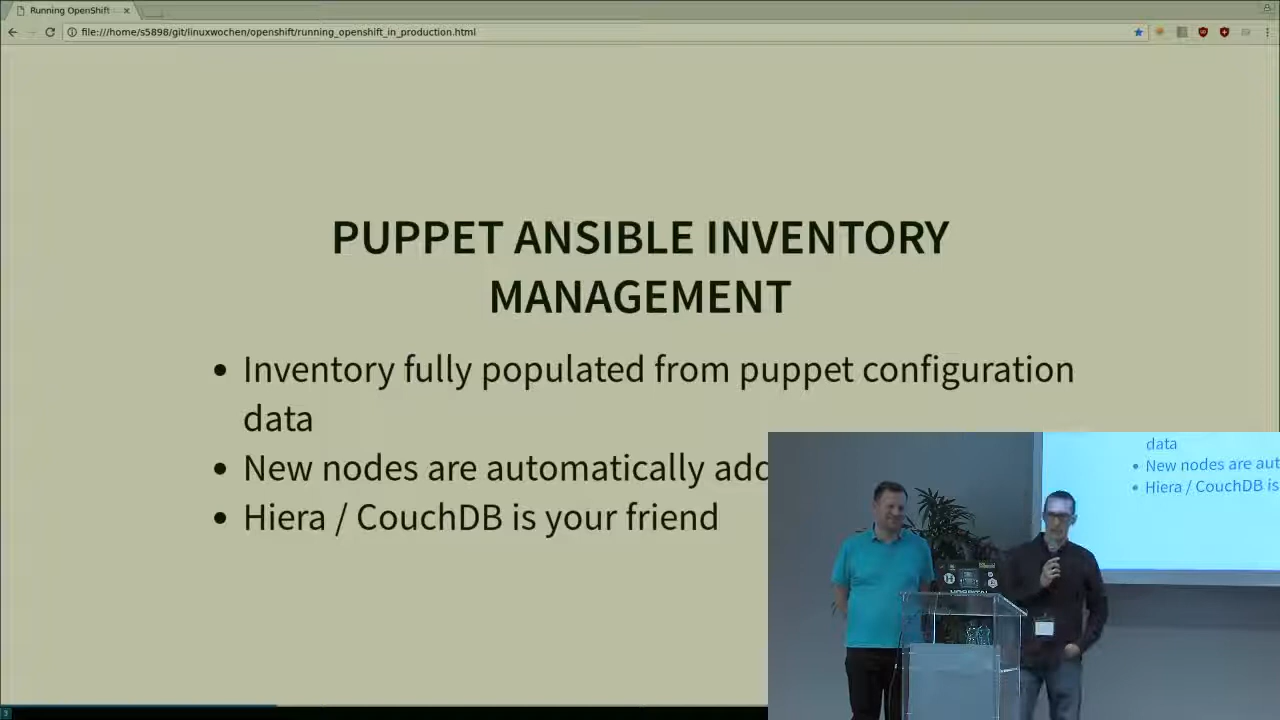 Running OpenShift
file:///home/s5898/git/linuxwochen/openshift/running_openshift_in_production.html
PUPPET ANSIBLE INVENTORY
MANAGEMENT
• Inventory fully populated from puppet configuration
data
• New nodes are automatically add
• Hiera / CouchDB is your friend
data
• New nodes are aut
• Hiera / CouchDB is
HOSPITAL